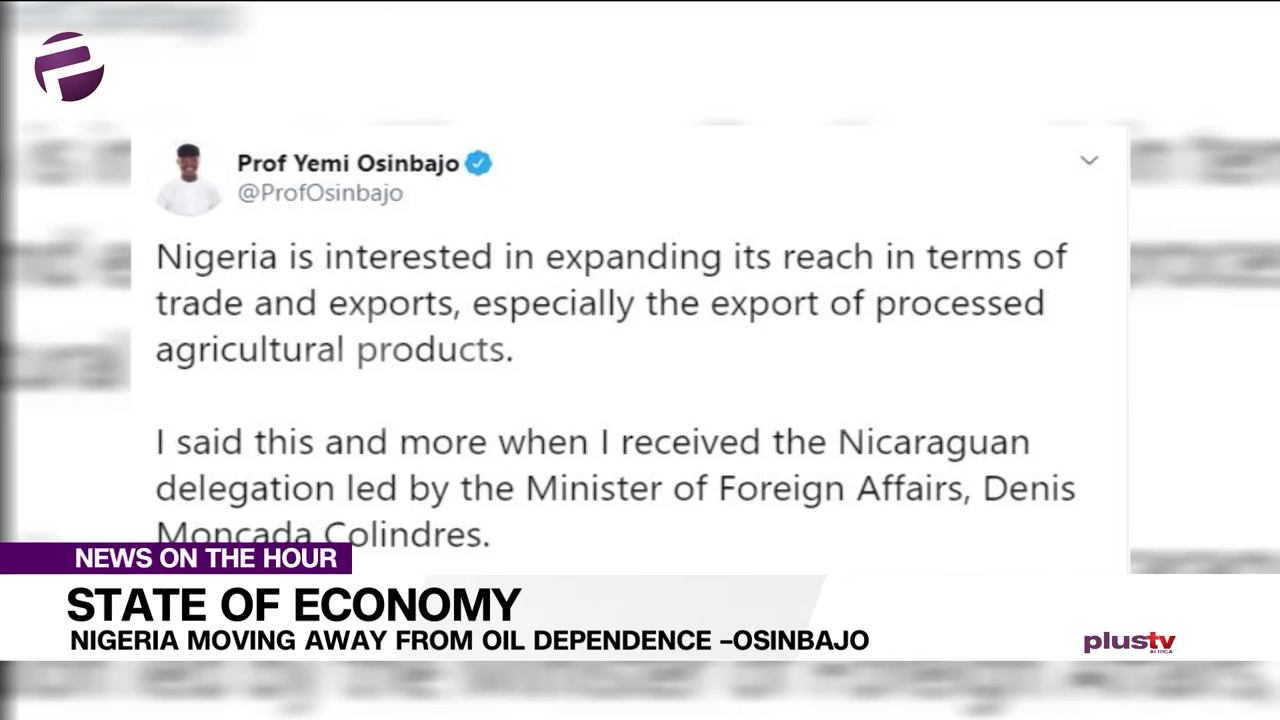 Prof Yemi Osinbajo
@ProfOsinbajo
Nigeria is interested in expanding its reach in terms of
trade and exports, especially the export of processed
agricultural products.
I said this and more when I received the Nicaraguan
delegation led by the Minister of Foreign Affairs, Denis
Moncada Colindres.
NEWS ON THE HOUR
STATE OF ECONOMY
NIGERIA MOVING AWAY FROM OIL DEPENDENCE –OSINBAJO
plustv
AFRICA